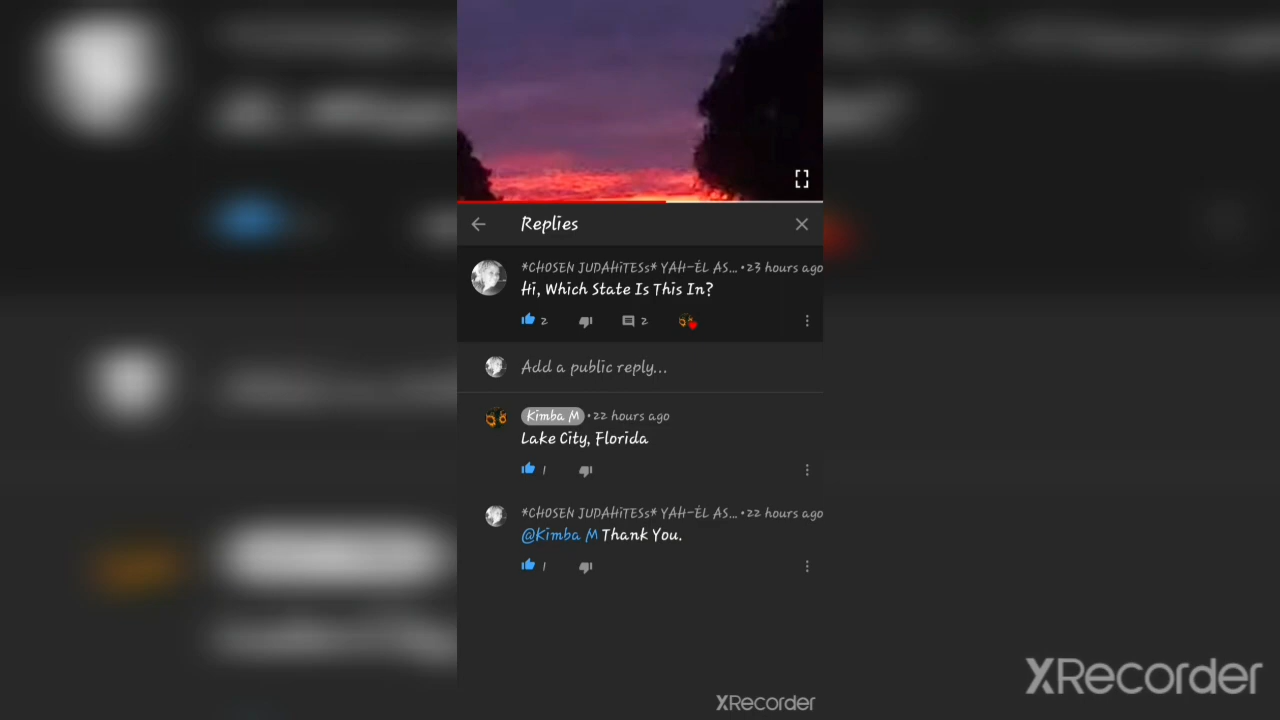 Replies
*CHOSEN JUDAHiTESs* YAH-ÉL AS... • 23 hours ago
Hi, Which State Is This In?
2 2
Add a public reply...
Kimba M • 22 hours ago
Lake City, Florida
1
*CHOSEN JUDAHiTESs* YAH-ÉL AS... • 22 hours ago
@Kimba M Thank You.
1
XRecorder
XRecorder